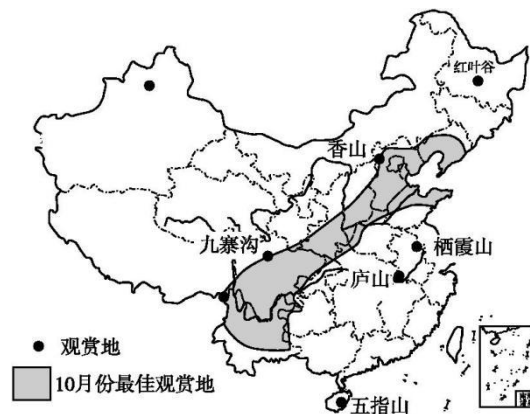 红叶谷
香山
九寨沟
栖霞山
庐山
观赏地
10月份最佳观赏地
五指山